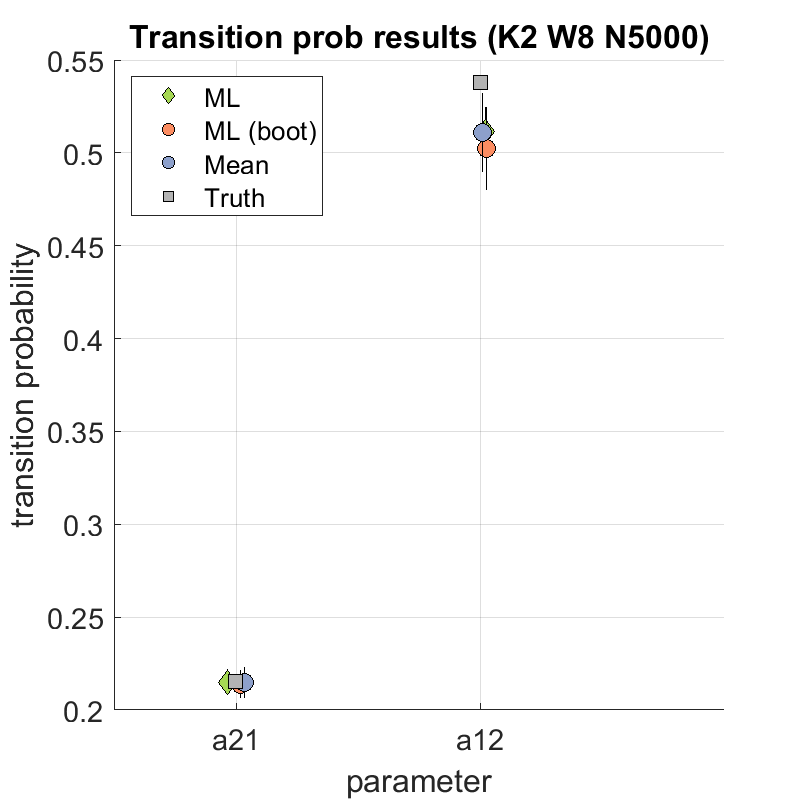 Transition prob results (K2 W8 N5000)
ML
ML (boot)
Mean
Truth
0.55
0.5
0.45
0.4
0.35
0.3
0.25
0.2
transition probability
a21
a12
parameter